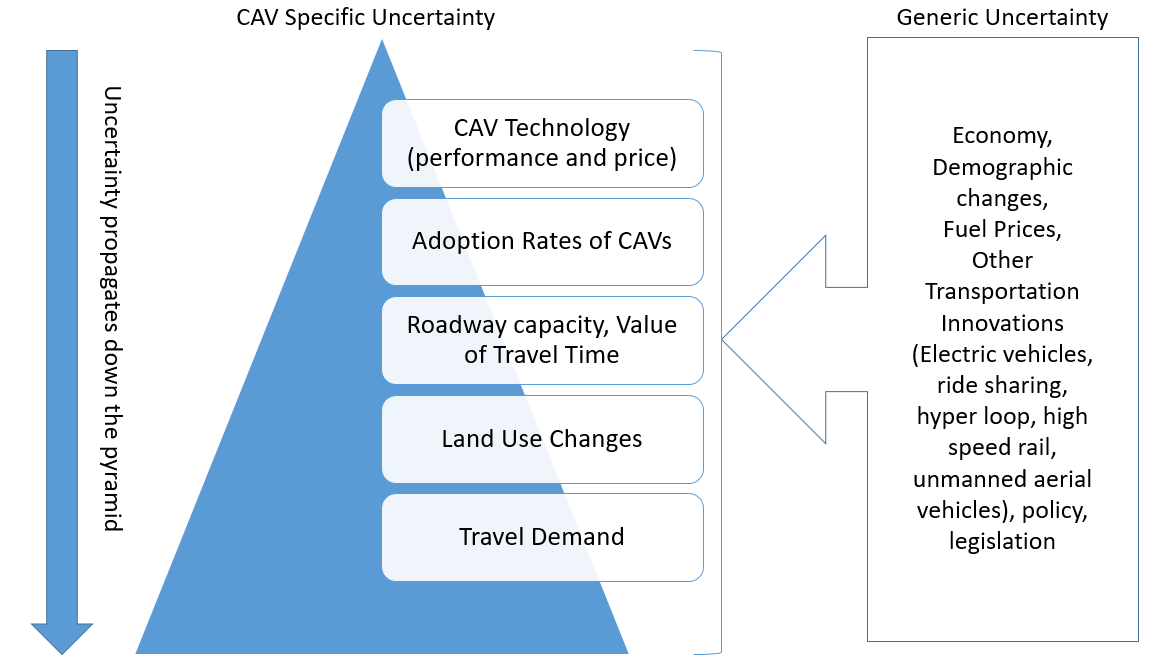 CAV Specific Uncertainty
Generic Uncertainty
Uncertainty propagates down the pyramid
CAV Technology
(performance and price)
Adoption Rates of CAVs
Roadway capacity, Value
of Travel Time
Land Use Changes
Travel Demand
Economy,
Demographic
changes,
Fuel Prices,
Other
Transportation
Innovations
(Electric vehicles,
ride sharing,
hyper loop, high
speed rail,
unmanned aerial
vehicles), policy,
legislation